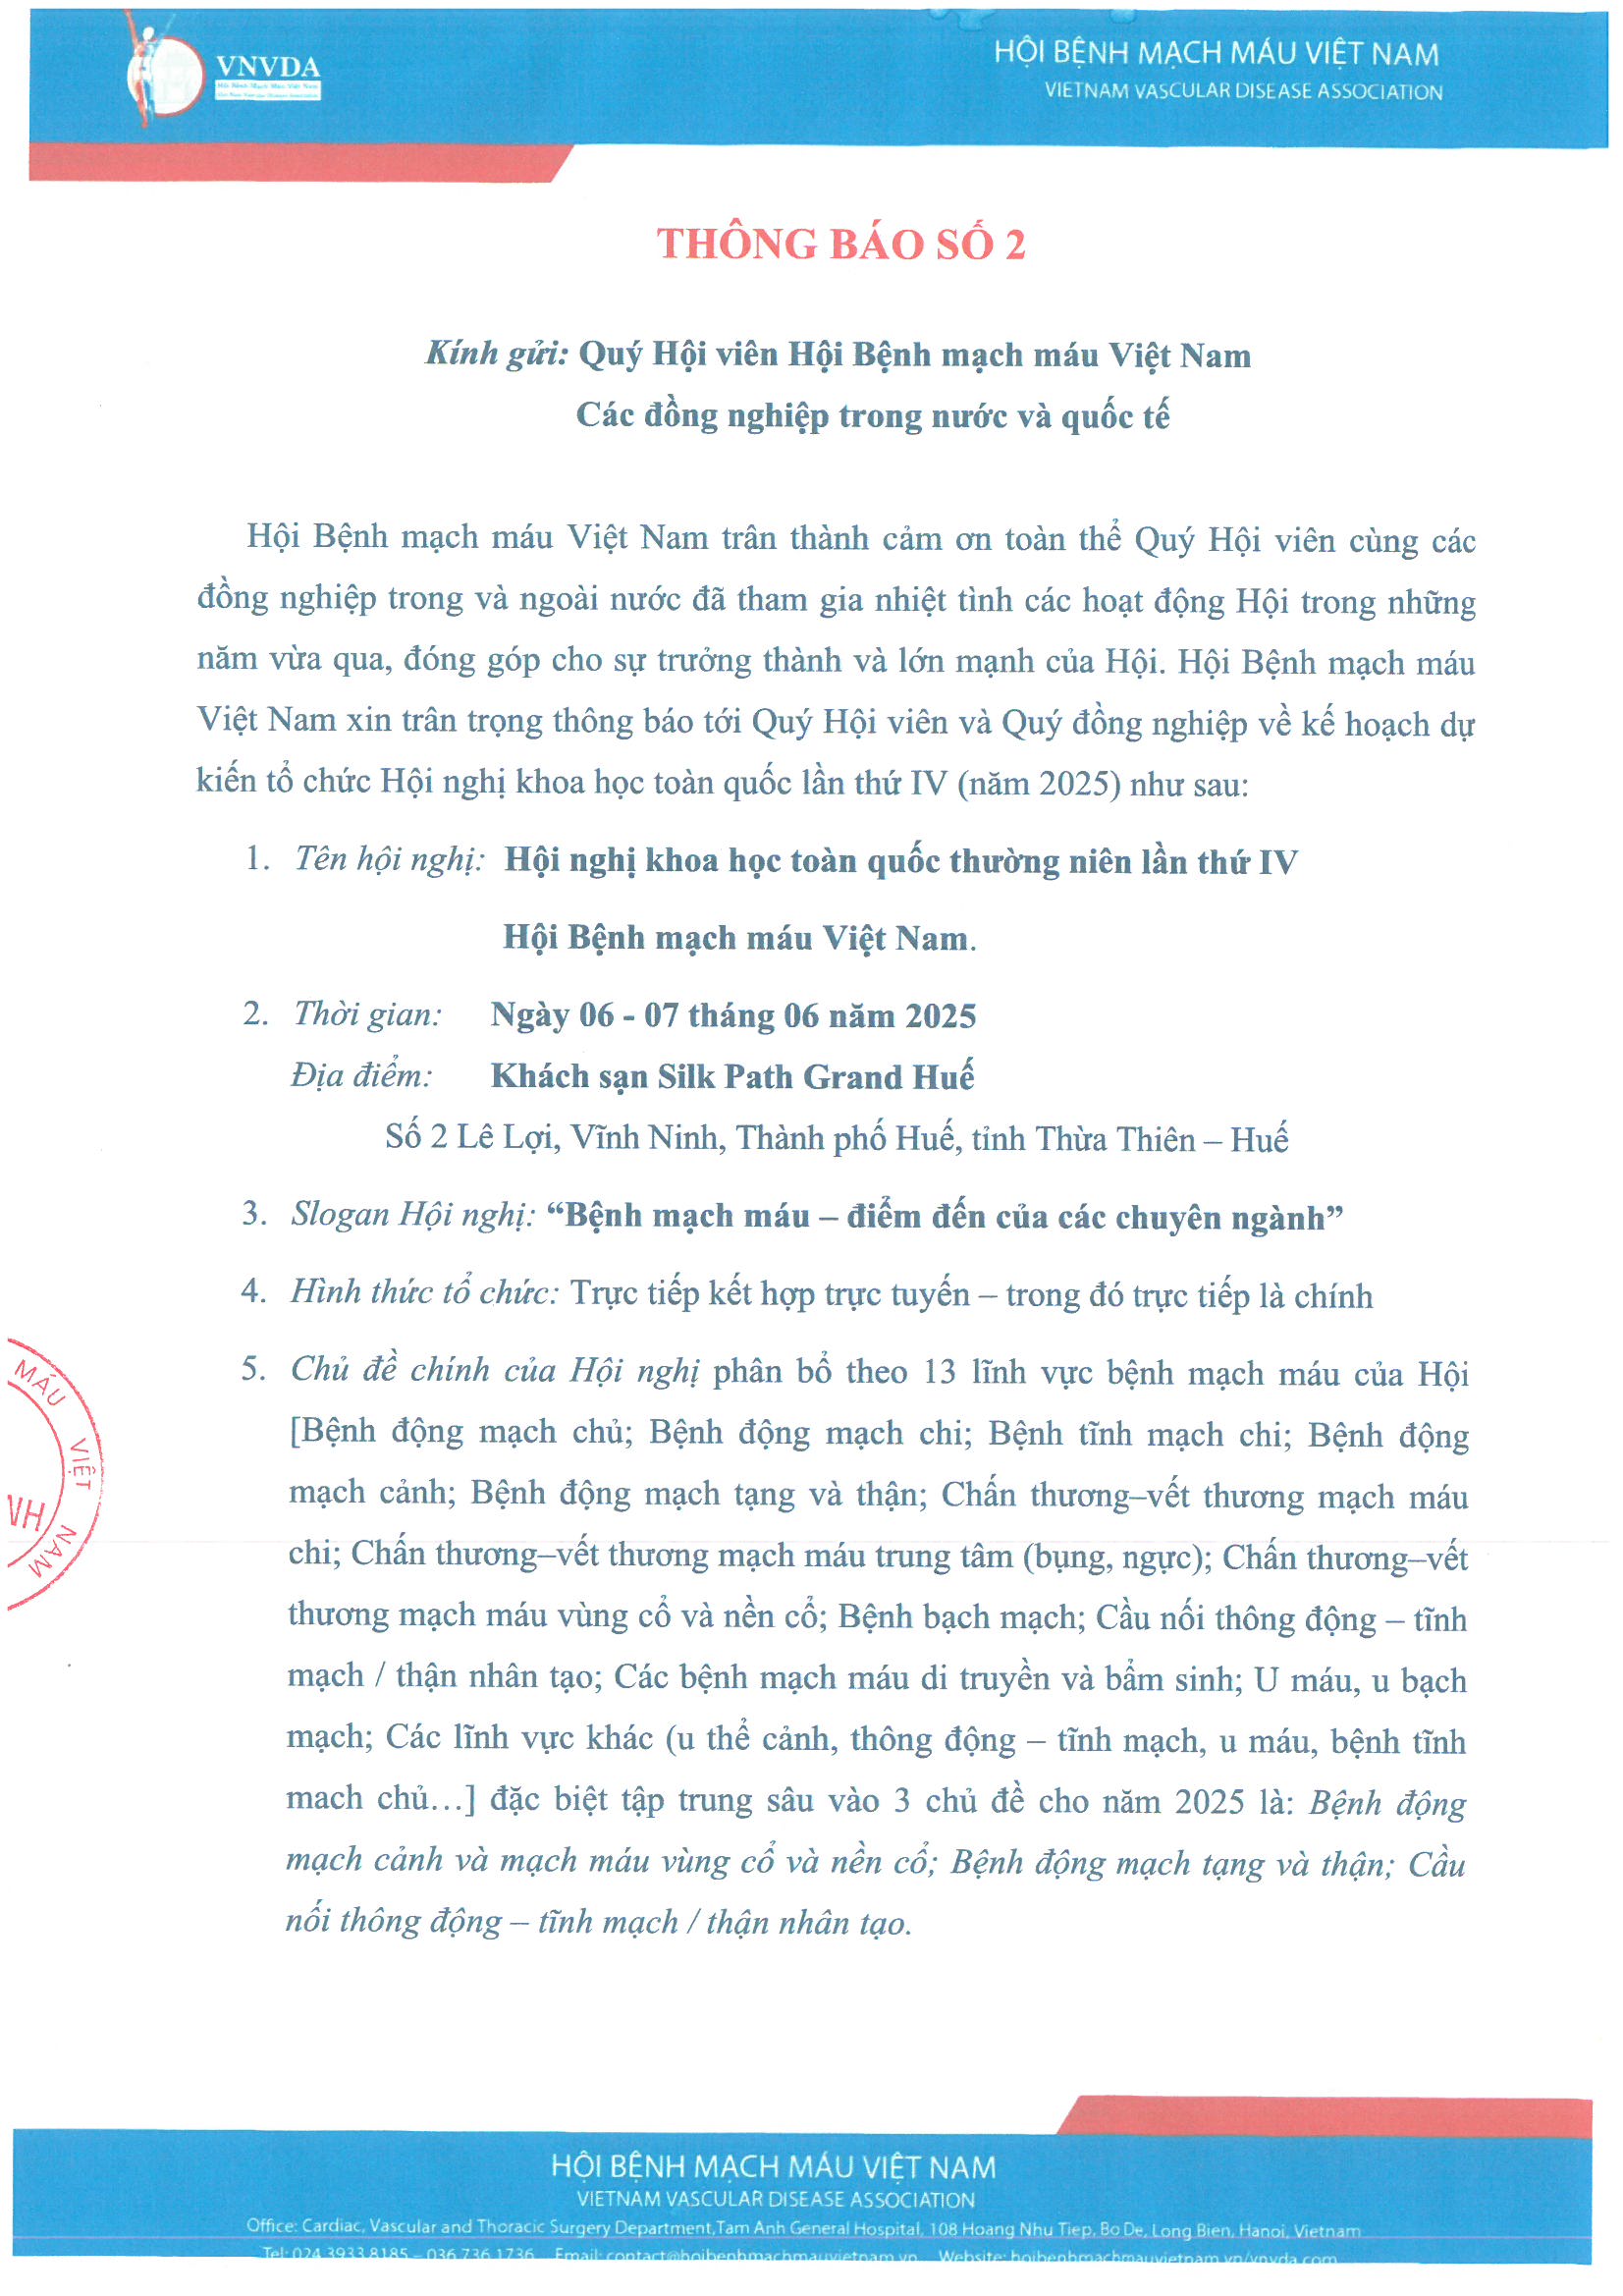 VNVDA
HỘI BỆNH MẠCH MÁU VIỆT NAM
VIETNAM VASCULAR DISEASE ASSOCIATION
THÔNG BÁO SỐ 2
Kính gửi: Quý Hội viên Hội Bệnh mạch máu Việt Nam
Các đồng nghiệp trong nước và quốc tế
Hội Bệnh mạch máu Việt Nam trân thành cảm ơn toàn thể Quý Hội viên cùng các
đồng nghiệp trong và ngoài nước đã tham gia nhiệt tình các hoạt động Hội trong những
năm vừa qua, đóng góp cho sự trưởng thành và lớn mạnh của Hội. Hội Bệnh mạch máu
Việt Nam xin trân trọng thông báo tới Quý Hội viên và Quý đồng nghiệp về kế hoạch dự
kiến tổ chức Hội nghị khoa học toàn quốc lần thứ IV (năm 2025) như sau:
1. Tên hội nghị: Hội nghị khoa học toàn quốc thường niên lần thứ IV
Hội Bệnh mạch máu Việt Nam.
2. Thời gian: Ngày 06 - 07 tháng 06 năm 2025
Địa điểm: Khách sạn Silk Path Grand Huế
Số 2 Lê Lợi, Vĩnh Ninh, Thành phố Huế, tỉnh Thừa Thiên – Huế
3. Slogan Hội nghị: “Bệnh mạch máu – điểm đến của các chuyên ngành”
4. Hình thức tổ chức: Trực tiếp kết hợp trực tuyến – trong đó trực tiếp là chính
5. Chủ đề chính của Hội nghị phân bổ theo 13 lĩnh vực bệnh mạch máu của Hội
[Bệnh động mạch chủ; Bệnh động mạch chi; Bệnh tĩnh mạch chi; Bệnh động
mạch cảnh; Bệnh động mạch tạng và thận; Chấn thương–vết thương mạch máu
chi; Chấn thương–vết thương mạch máu trung tâm (bụng, ngực); Chấn thương–vết
thương mạch máu vùng cổ và nền cổ; Bệnh bạch mạch; Cầu nối thông động – tĩnh
mạch / thận nhân tạo; Các bệnh mạch máu di truyền và bẩm sinh; U máu, u bạch
mạch; Các lĩnh vực khác (u thể cảnh, thông động – tĩnh mạch, u máu, bệnh tĩnh
mach chủ…] đặc biệt tập trung sâu vào 3 chủ đề cho năm 2025 là: Bệnh động
mạch cảnh và mạch máu vùng cổ và nền cổ; Bệnh động mạch tạng và thận; Cầu
nối thông động – tĩnh mạch / thận nhân tạo.
MÁU VIỆT NAM
HỘI BỆNH MẠCH MÁU VIỆT NAM
VIETNAM VASCULAR DISEASE ASSOCIATION
Office: Cardiac, Vascular and Thoracic Surgery Department,Tam Anh General Hospital, 108 Hoang Nhu Tiep, Bo De, Long Bien, Hanoi, Vietnam
Tel: 024.3933.8185 – 036.736.1736 Email: contact@hoibenhmachmauvietnam.vn Website: hoibenhmachmauvietnam.vn/vnvda.com